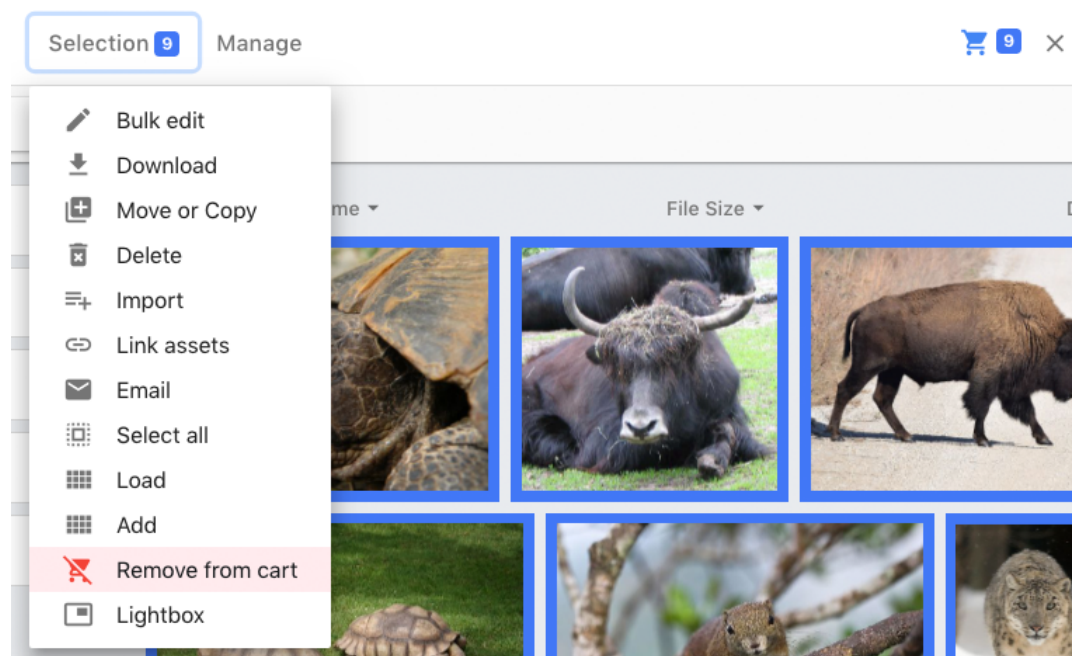 Selection 9 Manage 9
Bulk edit
Download
Move or Copy
Delete
Import
Link assets
Email
Select all
Load
Add
Remove from cart
Lightbox
me File Size